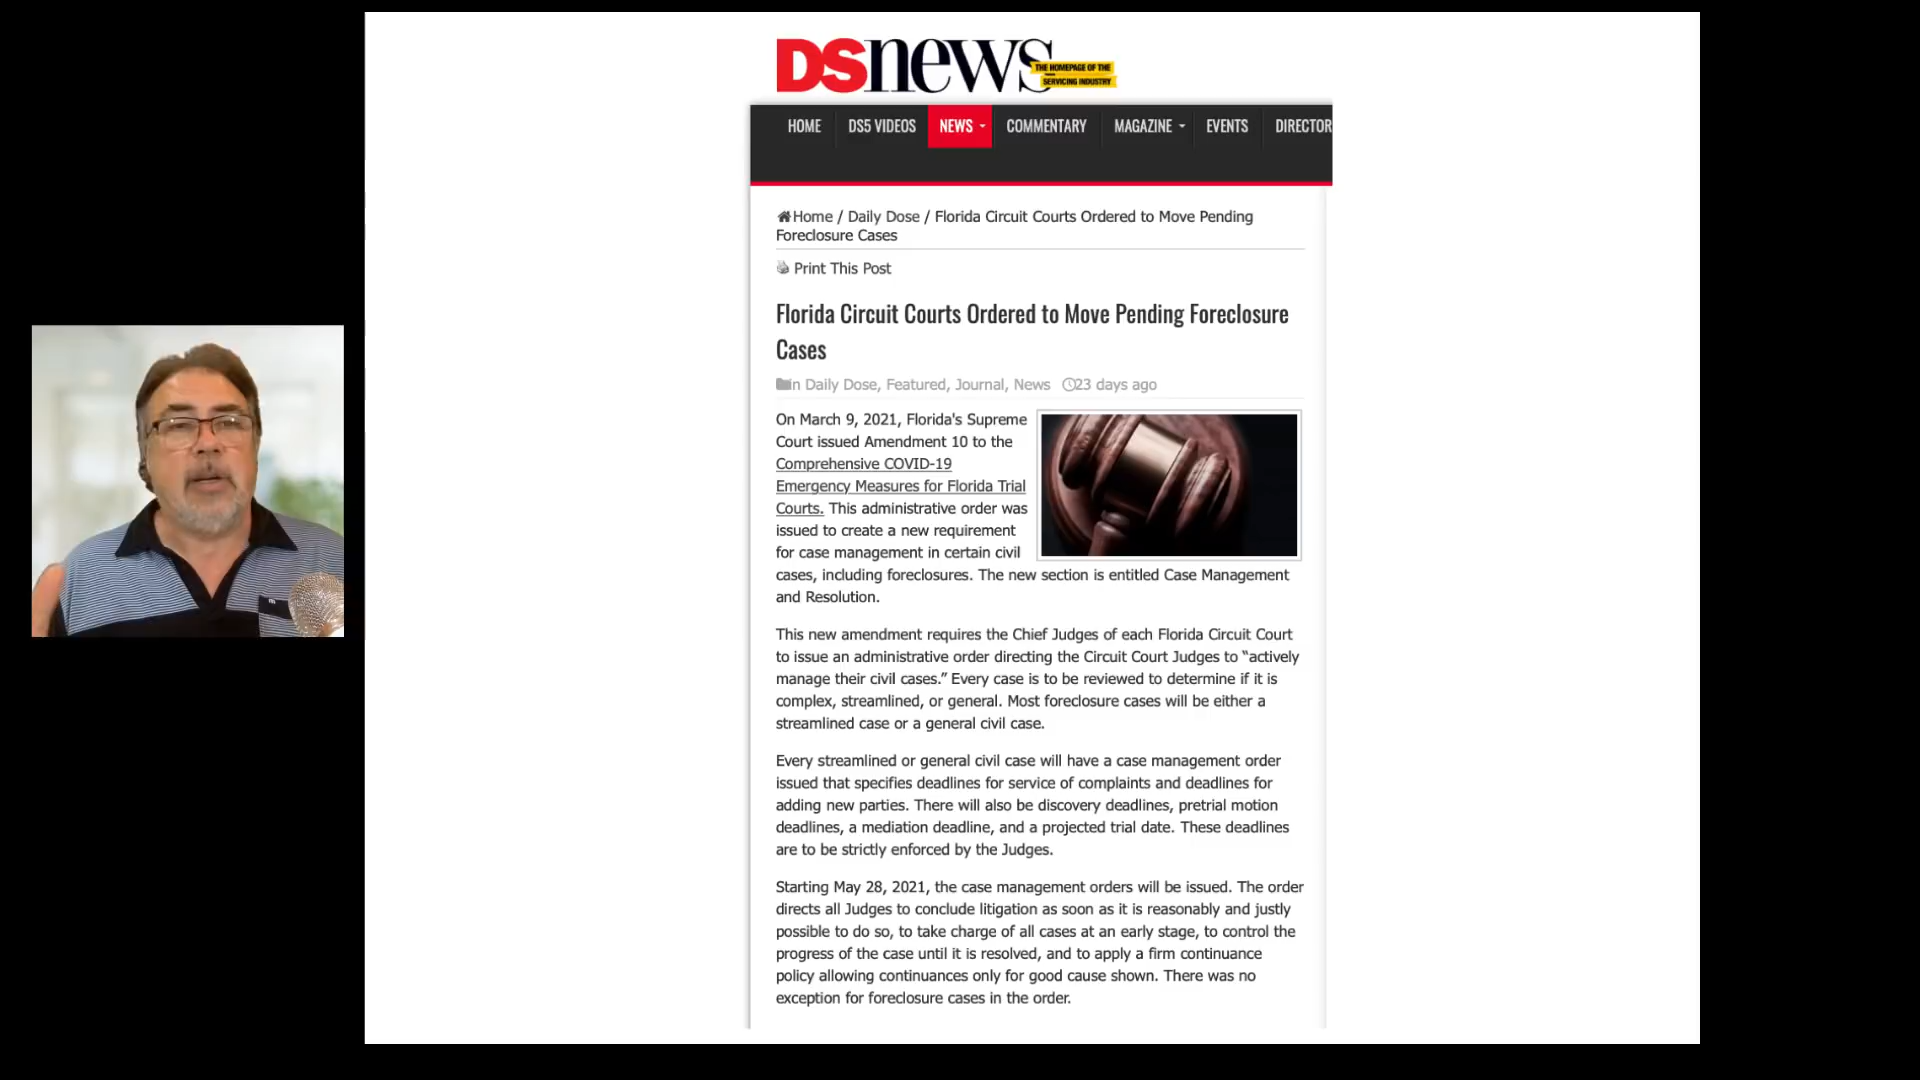 DSnews
THE HOMEPAGE OF THE
SERVICING INDUSTRY
HOME DS5 VIDEOS NEWS COMMENTARY MAGAZINE EVENTS DIRECTOR
Home / Daily Dose / Florida Circuit Courts Ordered to Move Pending
Foreclosure Cases
Print This Post
Florida Circuit Courts Ordered to Move Pending Foreclosure
Cases
in Daily Dose, Featured, Journal, News 23 days ago
On March 9, 2021, Florida's Supreme
Court issued Amendment 10 to the
Comprehensive COVID-19
Emergency Measures for Florida Trial
Courts. This administrative order was
issued to create a new requirement
for case management in certain civil
cases, including foreclosures. The new section is entitled Case Management
and Resolution.
This new amendment requires the Chief Judges of each Florida Circuit Court
to issue an administrative order directing the Circuit Court Judges to “actively
manage their civil cases.” Every case is to be reviewed to determine if it is
complex, streamlined, or general. Most foreclosure cases will be either a
streamlined case or a general civil case.
Every streamlined or general civil case will have a case management order
issued that specifies deadlines for service of complaints and deadlines for
adding new parties. There will also be discovery deadlines, pretrial motion
deadlines, a mediation deadline, and a projected trial date. These deadlines
are to be strictly enforced by the Judges.
Starting May 28, 2021, the case management orders will be issued. The order
directs all Judges to conclude litigation as soon as it is reasonably and justly
possible to do so, to take charge of all cases at an early stage, to control the
progress of the case until it is resolved, and to apply a firm continuance
policy allowing continuances only for good cause shown. There was no
exception for foreclosure cases in the order.